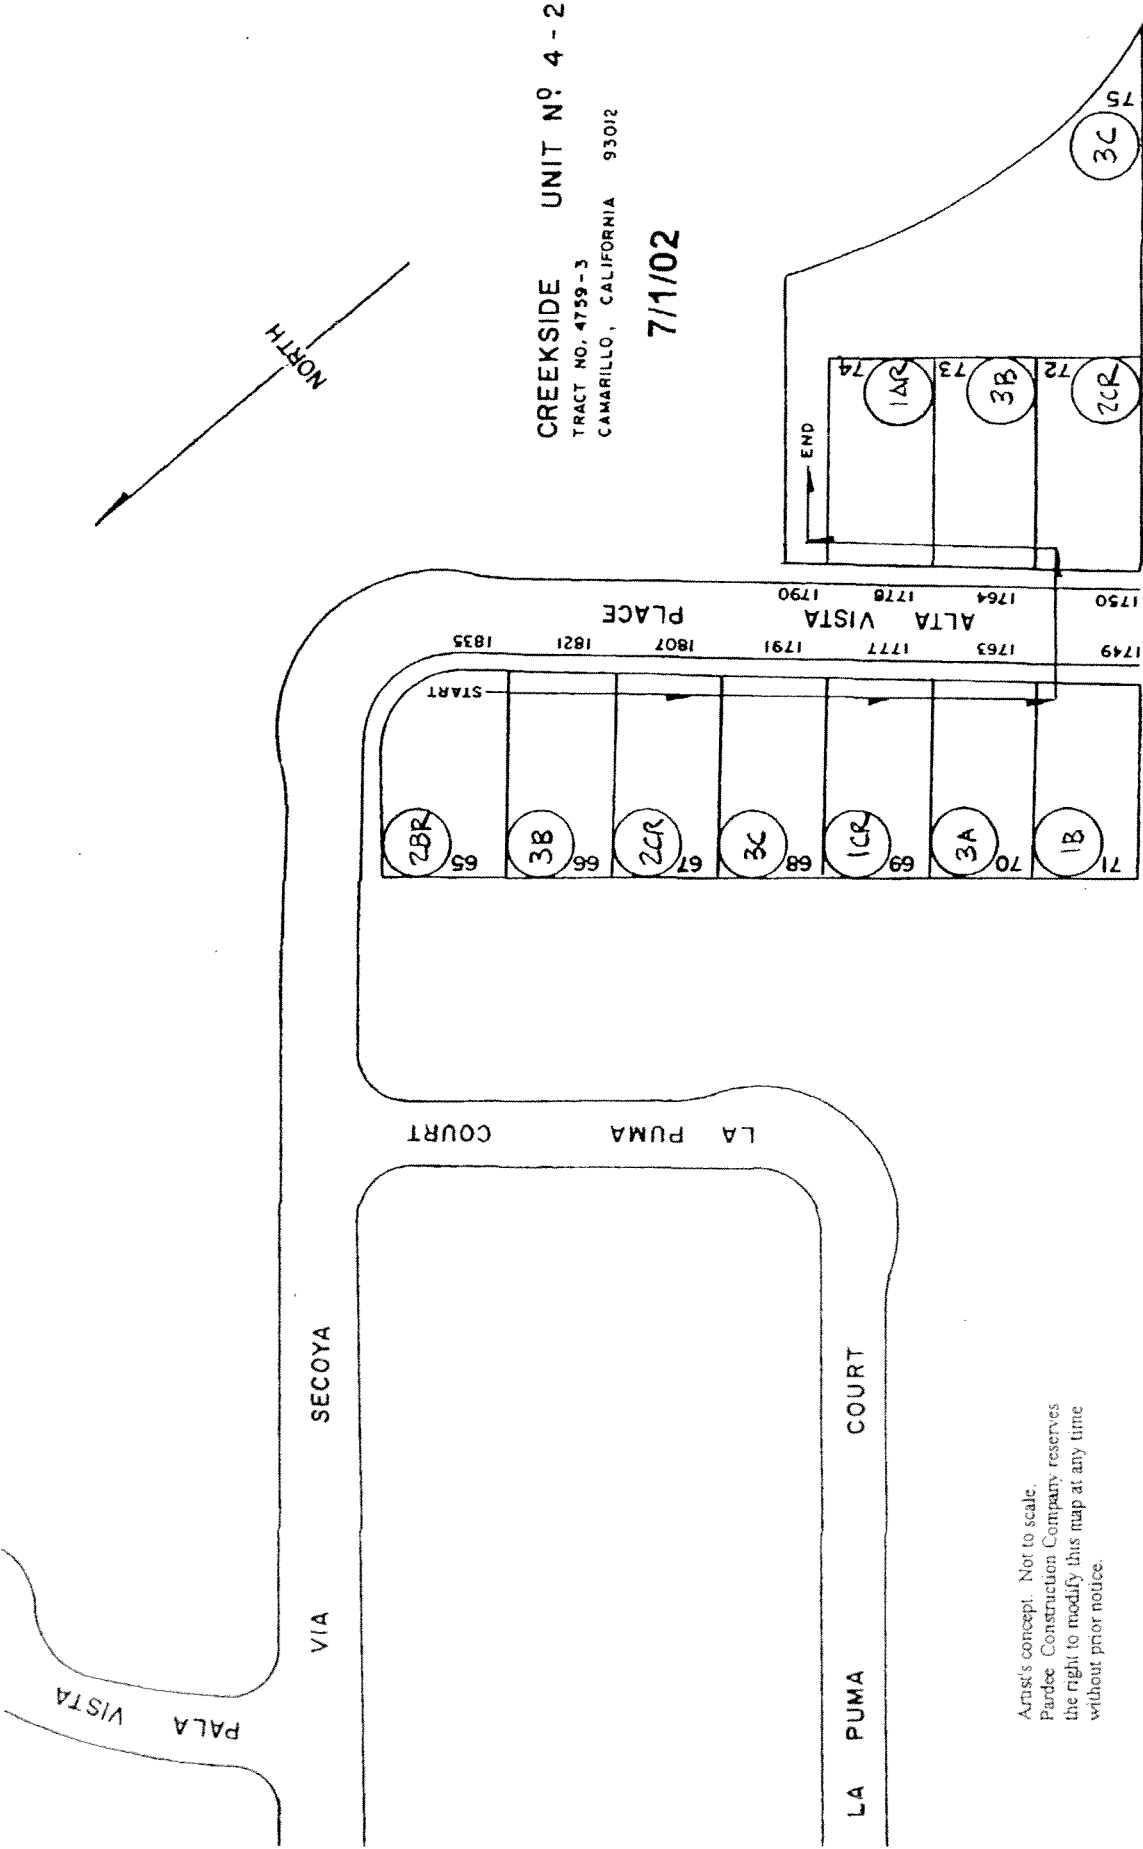 CREEKSIDE UNIT Nº 4-2
TRACT NO. 4759-3
CAMARILLO, CALIFORNIA 93012
7/1/02
NORTH
PALA VISTA
VIA SECOYA
LA PUMA COURT
LA PUMA COURT
ALTA VISTA PLACE
START
END
1835
1821
1807
1791
1777
1763
1749
1790
1778
1764
1750
2BR 65
3B 66
2CR 67
3C 68
1CR 69
3A 70
1B 71
2CR 72
3B 73
1AR 74
3C 75
Artist's concept. Not to scale.
Pardee Construction Company reserves
the right to modify this map at any time
without prior notice.